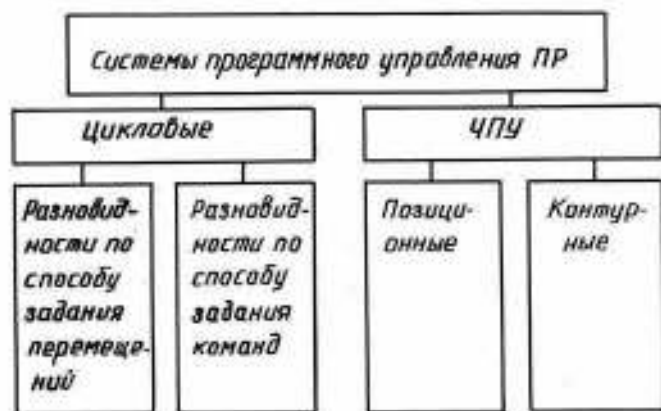 Системы программного управления ПР
Цикловые
ЧПУ
Разновид-
ности по
способу
задания
перемеще-
ний
Разновид-
ности по
способу
задания
команд
Позици-
онные
Контур-
ные